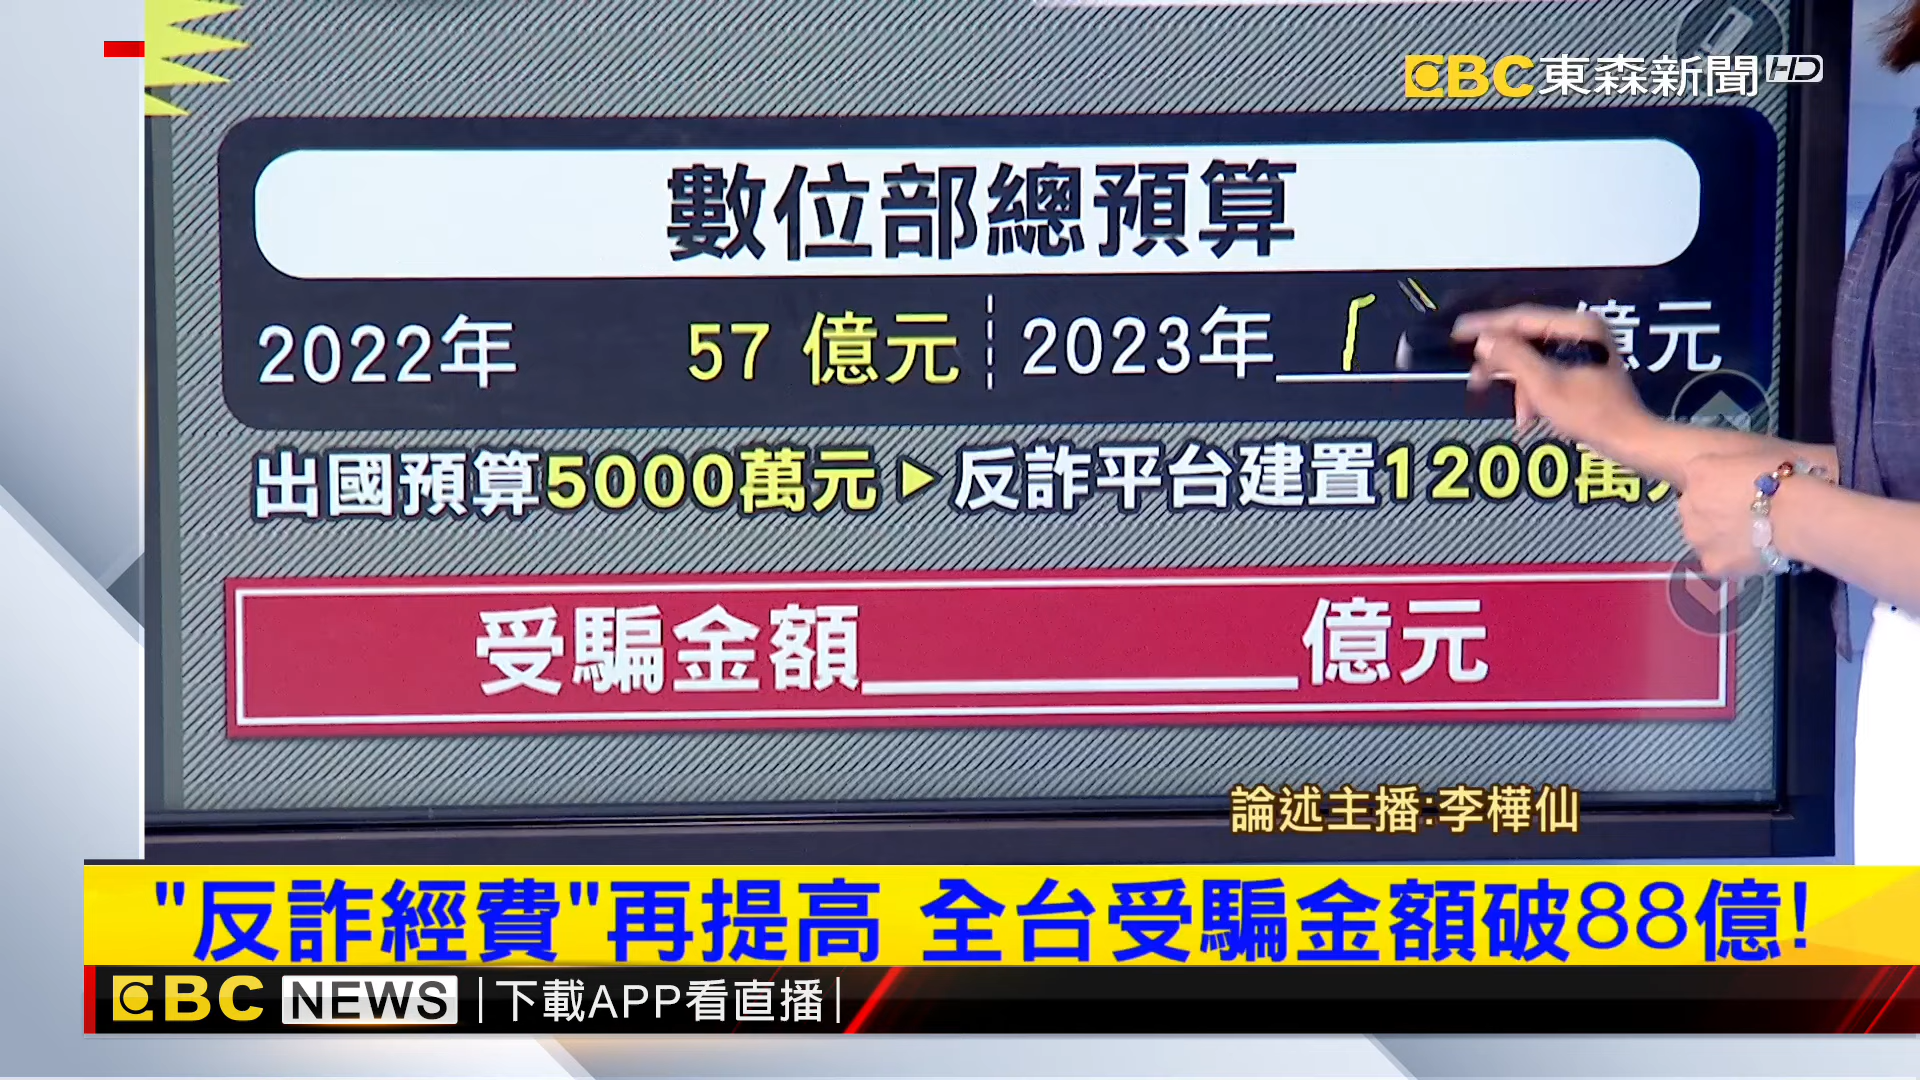 EBC東森新聞HD
數位部總預算
2022年 57 億元 2023年 億元
出國預算5000萬元▶反詐平台建置1200萬
受騙金額 億元
論述主播:李樺仙
"反詐經費"再提高 全台受騙金額破88億!
EBC NEWS 下載APP看直播